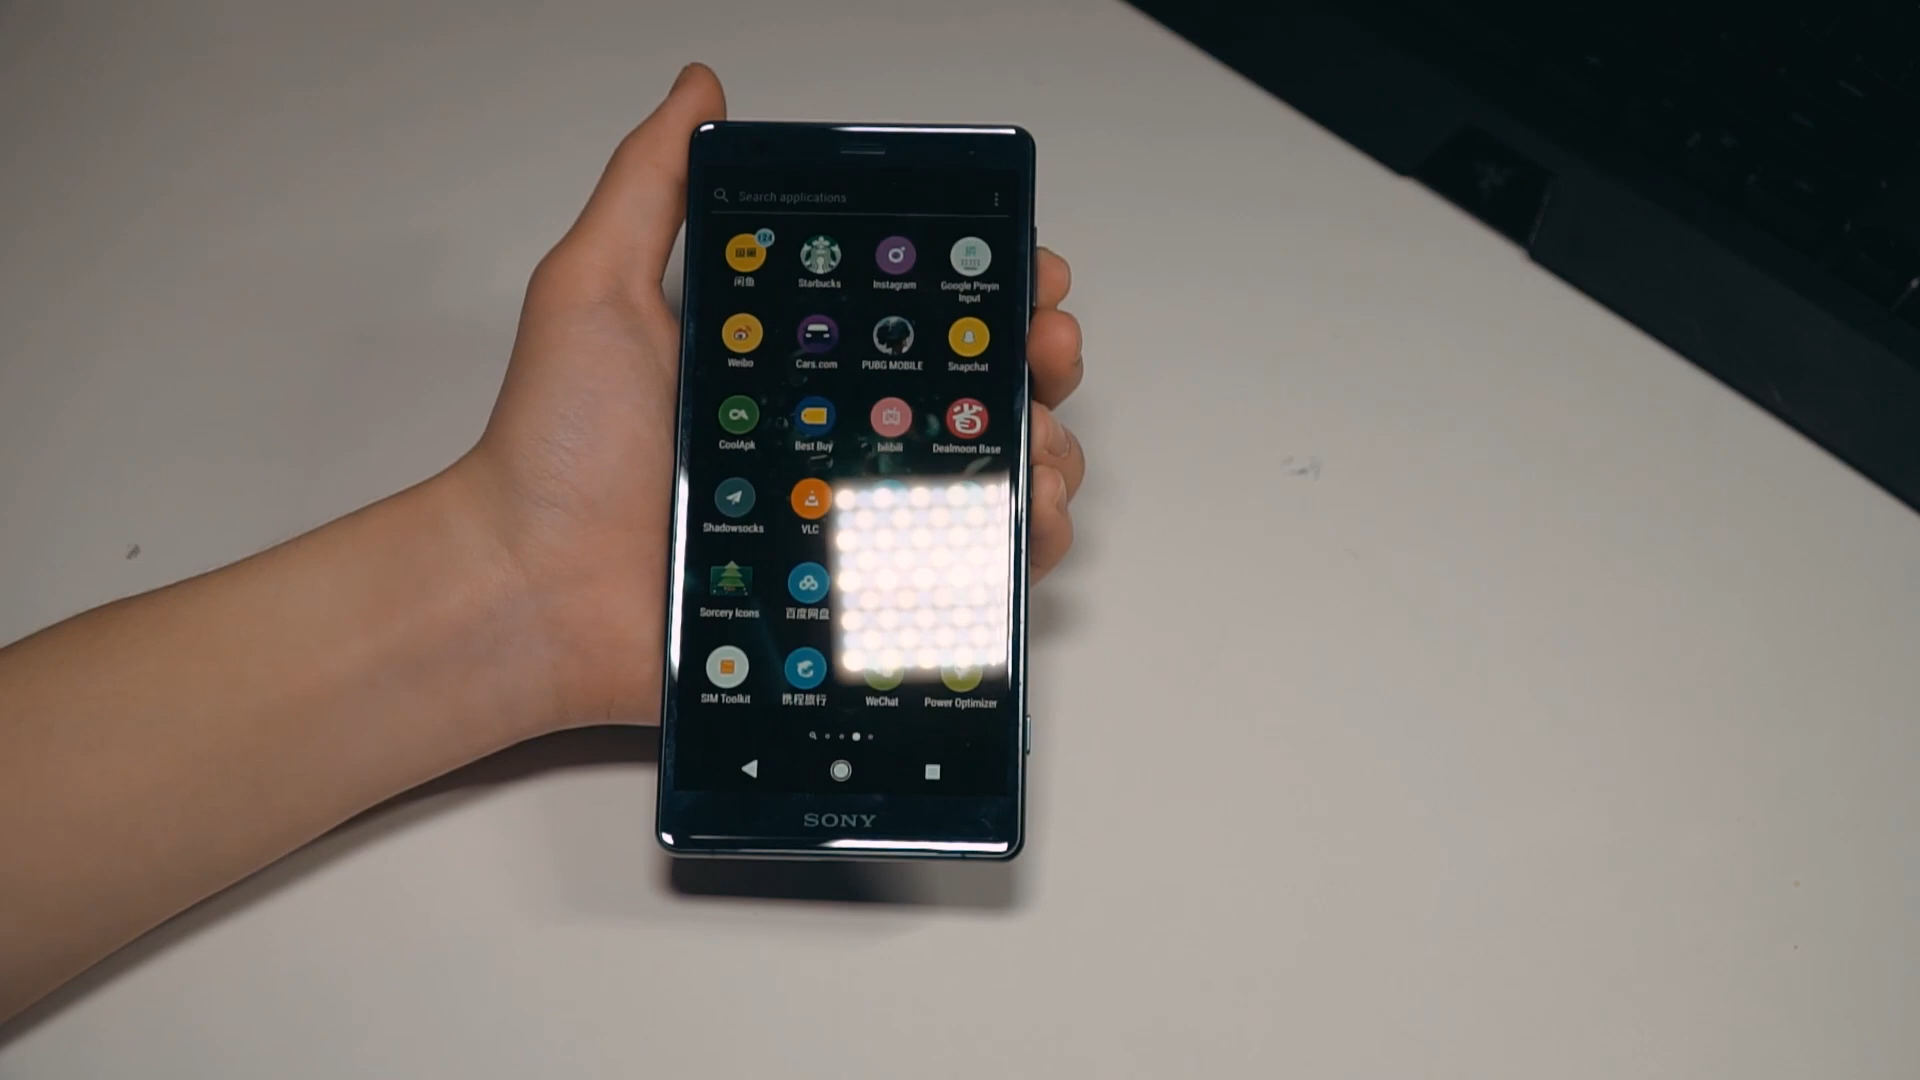 Search applications
124
闲鱼
Starbucks
Instagram
Google Pinyin
Input
Weibo
Cars.com
PUBG MOBILE
Snapchat
CoolApk
Best Buy
bilibili
Dealmoon Base
省
Shadowsocks
VLC
Sorcery Icons
百度网盘
SIM Toolkit
携程旅行
WeChat
Power Optimizer
SONY